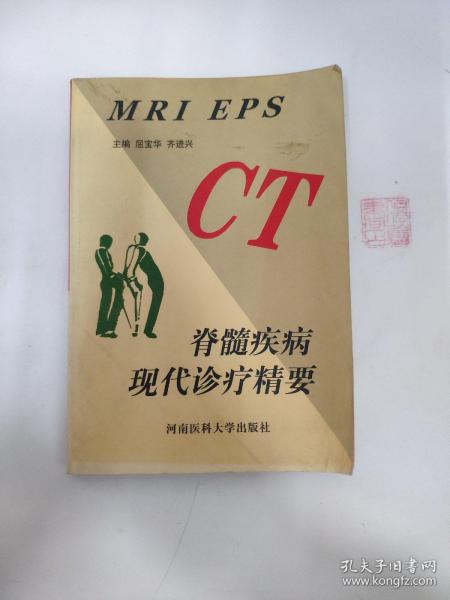 MRI EPS
主编 屈宝华 齐进兴
CT
脊髓疾病
现代诊疗精要
河南医科大学出版社
孔夫子旧书网
www.kongfz.com